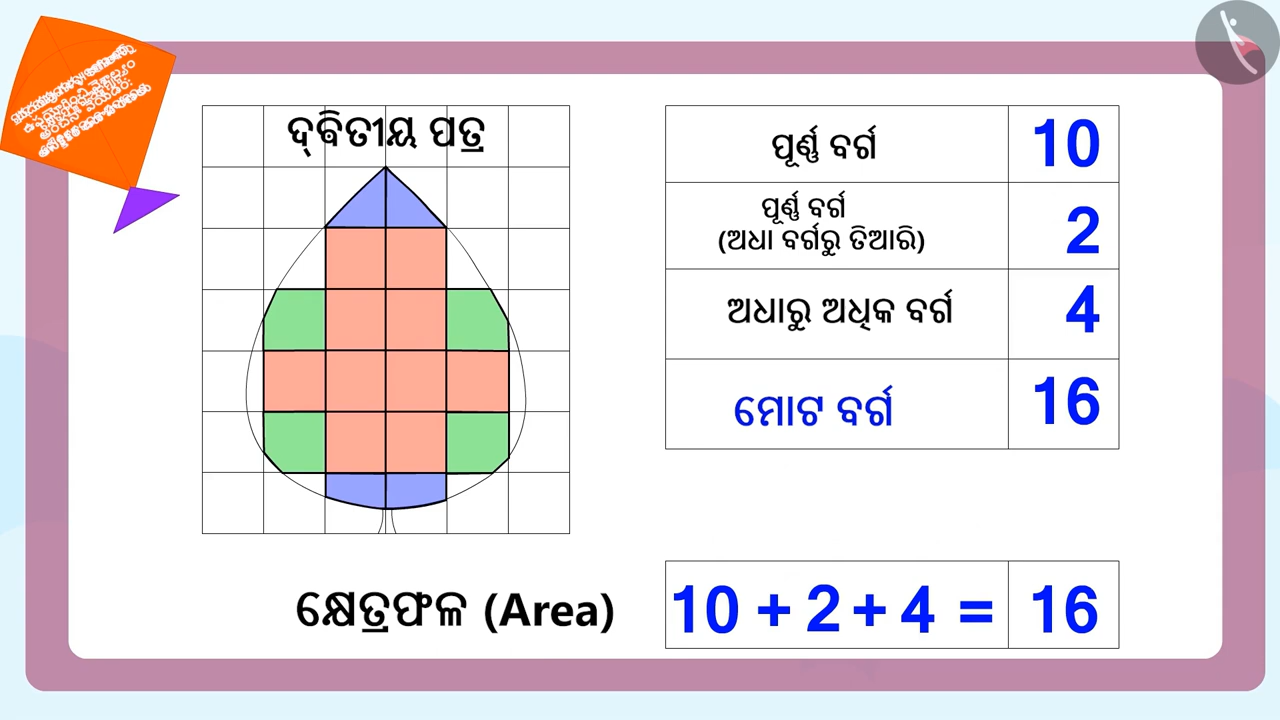 ଦ୍ଵିତୀୟ ପତ୍ର
ପୂର୍ଣ୍ଣ ବର୍ଗ 10
ପୂର୍ଣ୍ଣ ବର୍ଗ
(ଅଧା ବର୍ଗରୁ ତିଆରି) 2
ଅଧାରୁ ଅଧିକ ବର୍ଗ 4
ମୋଟ ବର୍ଗ 16
କ୍ଷେତ୍ରଫଳ (Area) 10 + 2 + 4 = 16